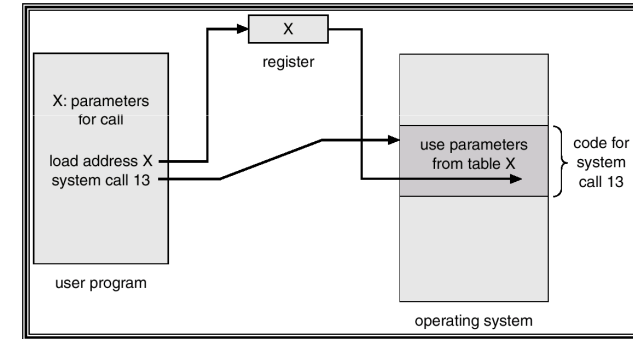 X
register
X: parameters
for call
load address X
system call 13
user program
use parameters
from table X
code for
system
call 13
operating system